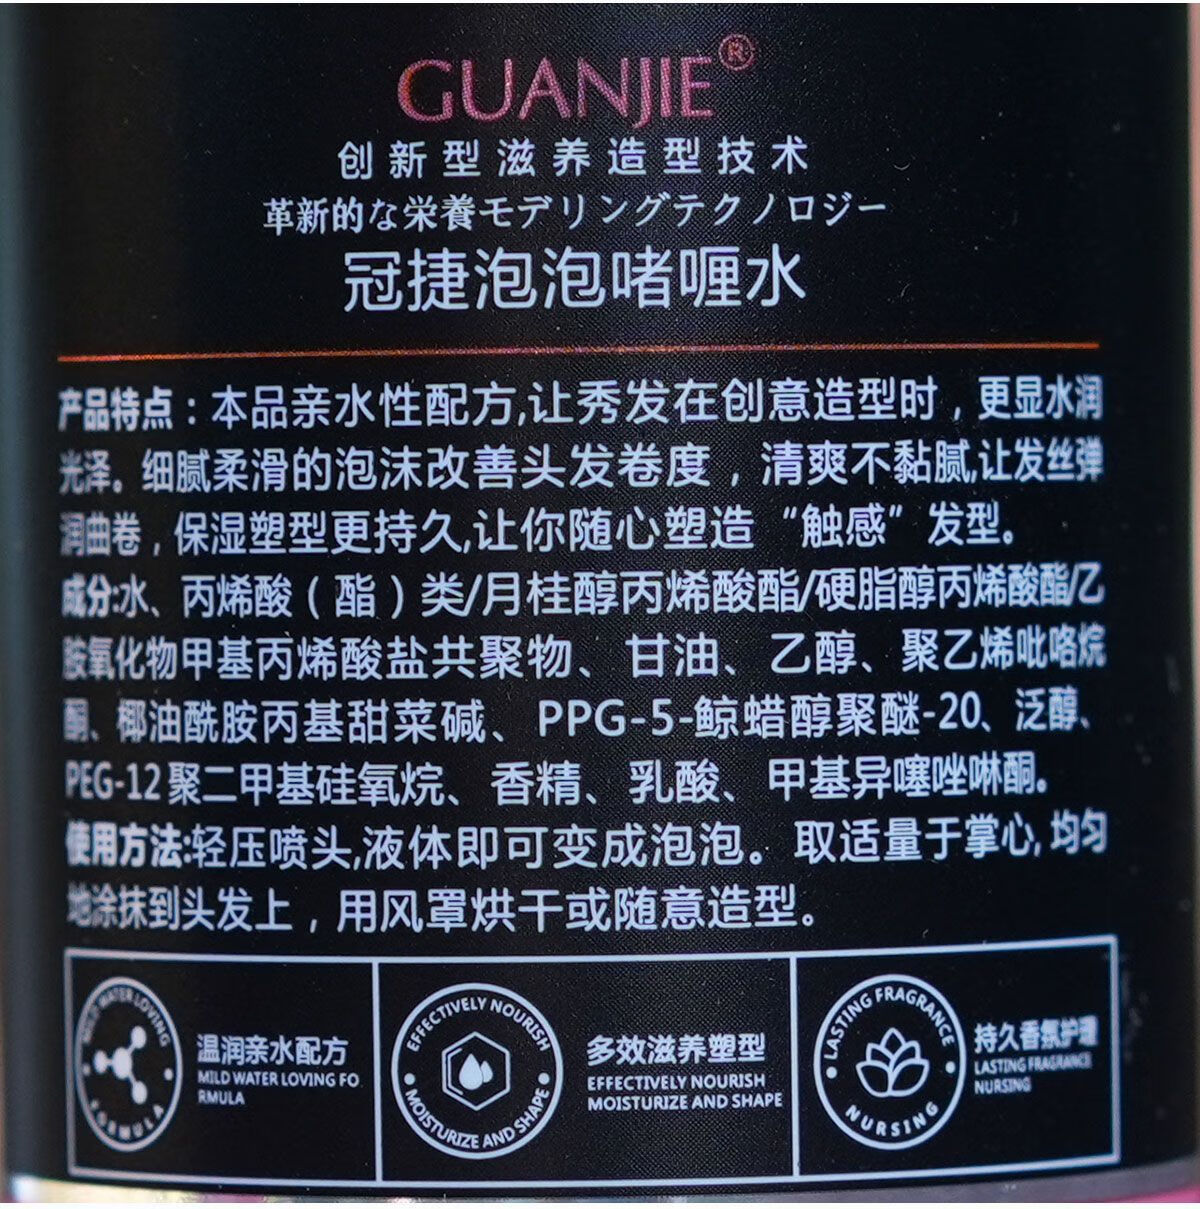 GUANJIE®
创新型滋养造型技术
革新的な栄養モデリングテクノロジー
冠捷泡泡啫喱水
产品特点：本品亲水性配方,让秀发在创意造型时，更显水润
光泽。细腻柔滑的泡沫改善头发卷度，清爽不黏腻,让发丝弹
润曲卷，保湿塑型更持久,让你随心塑造“触感”发型。
成分:水、丙烯酸（酯）类/月桂醇丙烯酸酯/硬脂醇丙烯酸酯/乙
胺氧化物甲基丙烯酸盐共聚物、甘油、乙醇、聚乙烯吡咯烷
酮、椰油酰胺丙基甜菜碱、PPG-5-鲸蜡醇聚醚-20、泛醇、
PEG-12聚二甲基硅氧烷、香精、乳酸、甲基异噻唑啉酮。
使用方法:轻压喷头,液体即可变成泡泡。取适量于掌心,均匀
地涂抹到头发上，用风罩烘干或随意造型。
MILD WATER LOVING
FORMULA
温润亲水配方
MILD WATER LOVING FO
RMULA
EFFECTIVELY NOURISH
MOISTURIZE AND SHAPE
多效滋养塑型
EFFECTIVELY NOURISH
MOISTURIZE AND SHAPE
LASTING FRAGRANCE
NURSING
持久香氛护理
LASTING FRAGRANCE
NURSING